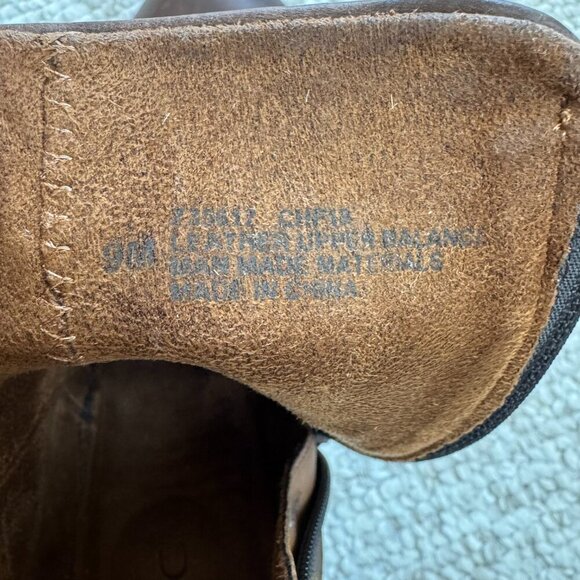 9M
LEATHER UPPER BALANCE
MAN MADE MATERIALS
MADE IN CHINA